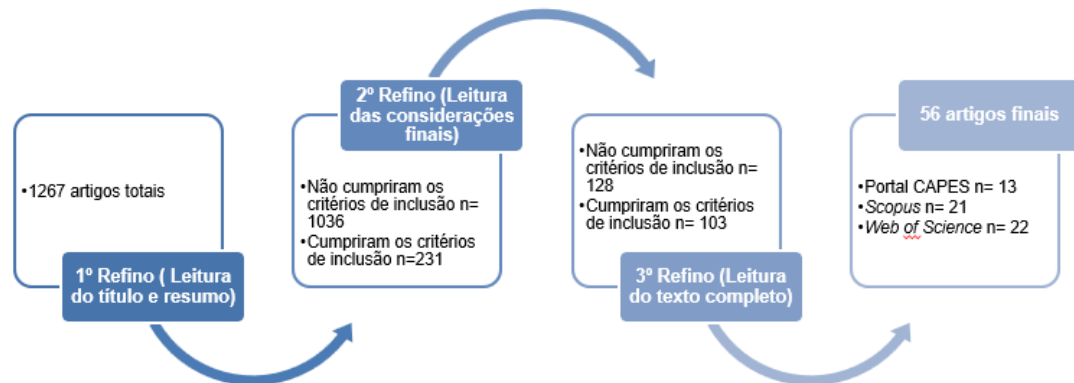 •1267 artigos totais
1º Refino ( Leitura
do título e resumo)
2º Refino (Leitura
das considerações
finais)
•Não cumpriram os
critérios de inclusão n=
1036
•Cumpriram os critérios
de inclusão n=231
•Não cumpriram os
critérios de inclusão n=
128
•Cumpriram os critérios
de inclusão n= 103
3º Refino (Leitura
do texto completo)
56 artigos finais
•Portal CAPES n= 13
•Scopus n= 21
•Web of Science n= 22